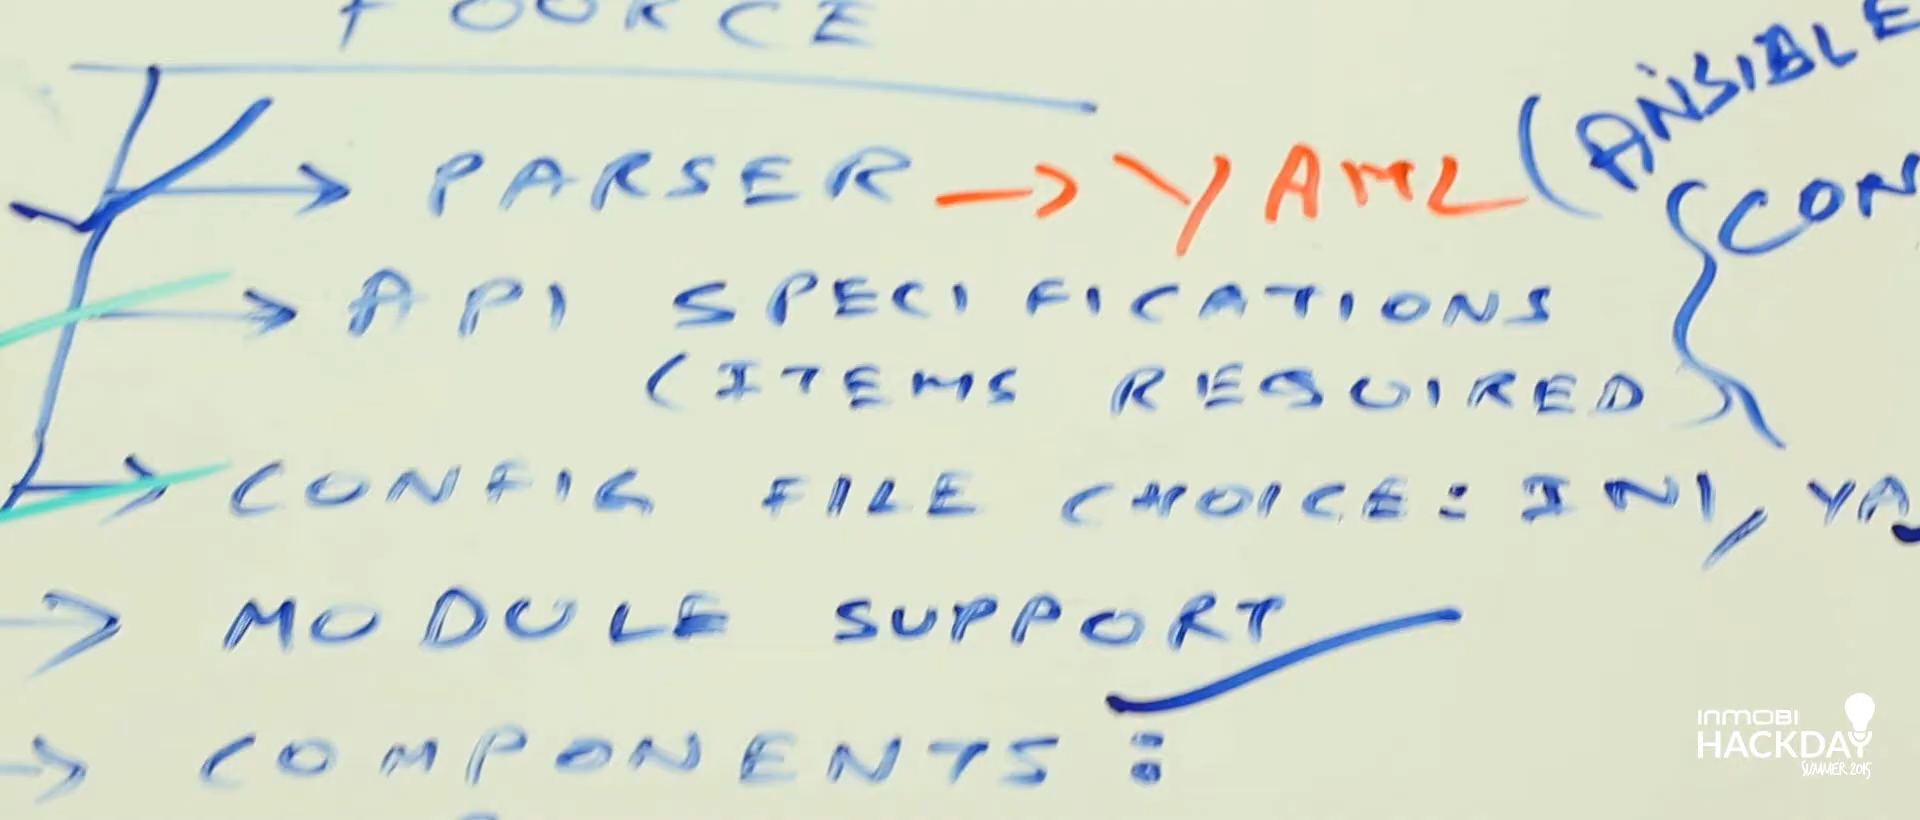 PARSER → YAML (ANSIBLE
CON
API SPECIFICATIONS
(ITEMS REQUIRED
CONFIG FILE CHOICE: INI, YA
MODULE SUPPORT
COMPONENTS:
INMOBI
HACKDAY
SUMMER 2015